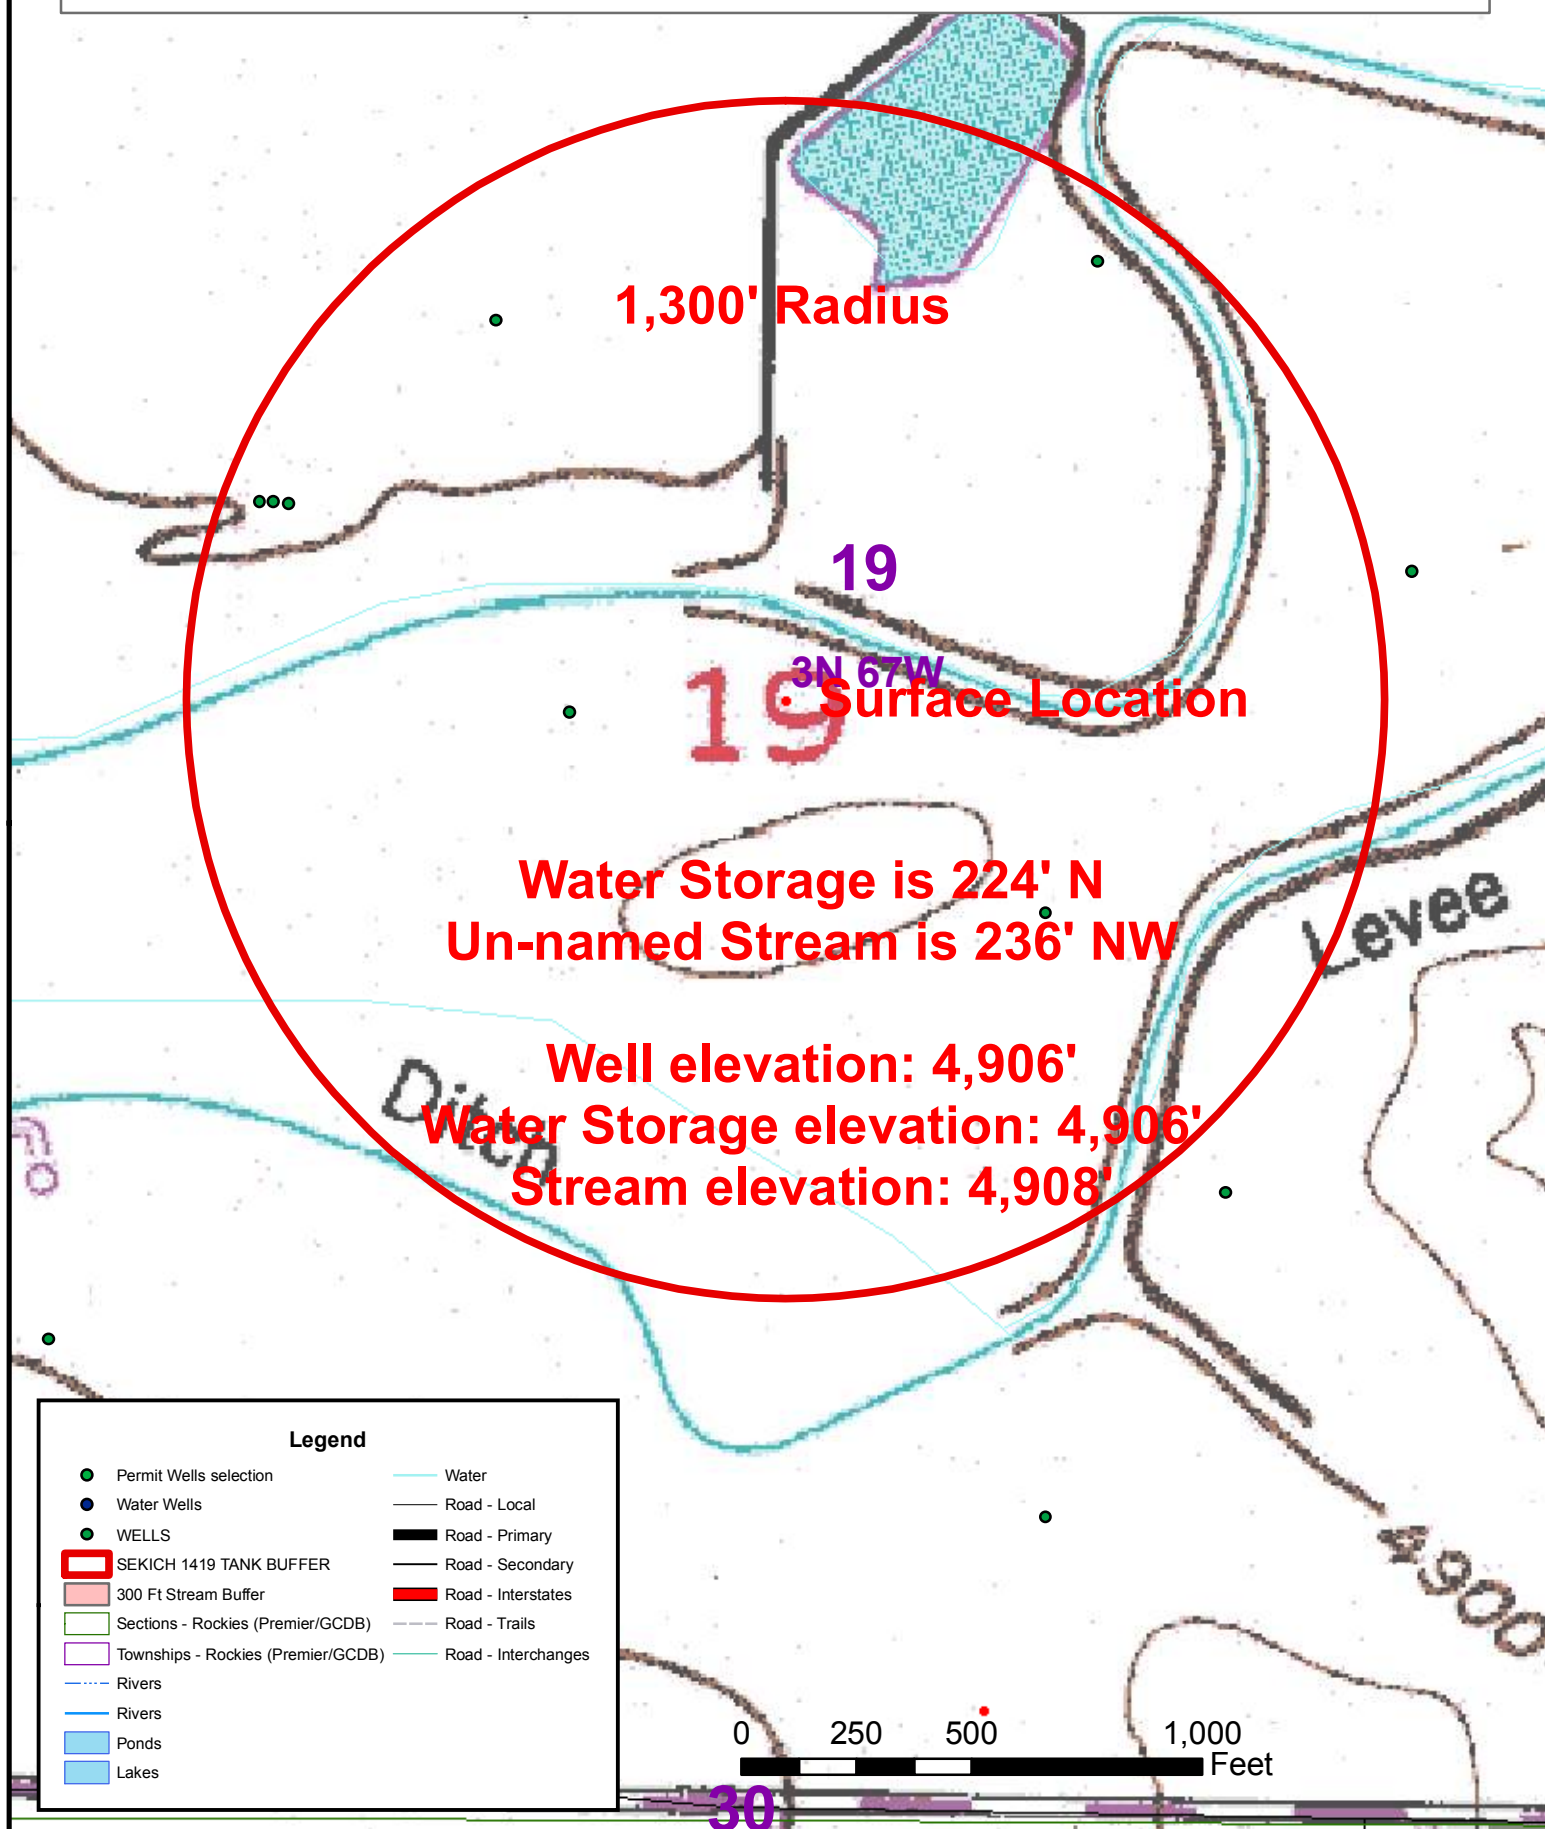 1,300' Radius
19
3N 67W
19
Surface Location
Water Storage is 224' N
Un-named Stream is 236' NW
Levee
Well elevation: 4,906'
Ditch
Water Storage elevation: 4,906'
Stream elevation: 4,908'
Legend
Permit Wells selection
Water Wells
WELLS
SEKICH 1419 TANK BUFFER
300 Ft Stream Buffer
Sections - Rockies (Premier/GCDB)
Townships - Rockies (Premier/GCDB)
Rivers
Rivers
Ponds
Lakes
Water
Road - Local
Road - Primary
Road - Secondary
Road - Interstates
Road - Trails
Road - Interchanges
4900
0 250 500 1,000
Feet
30